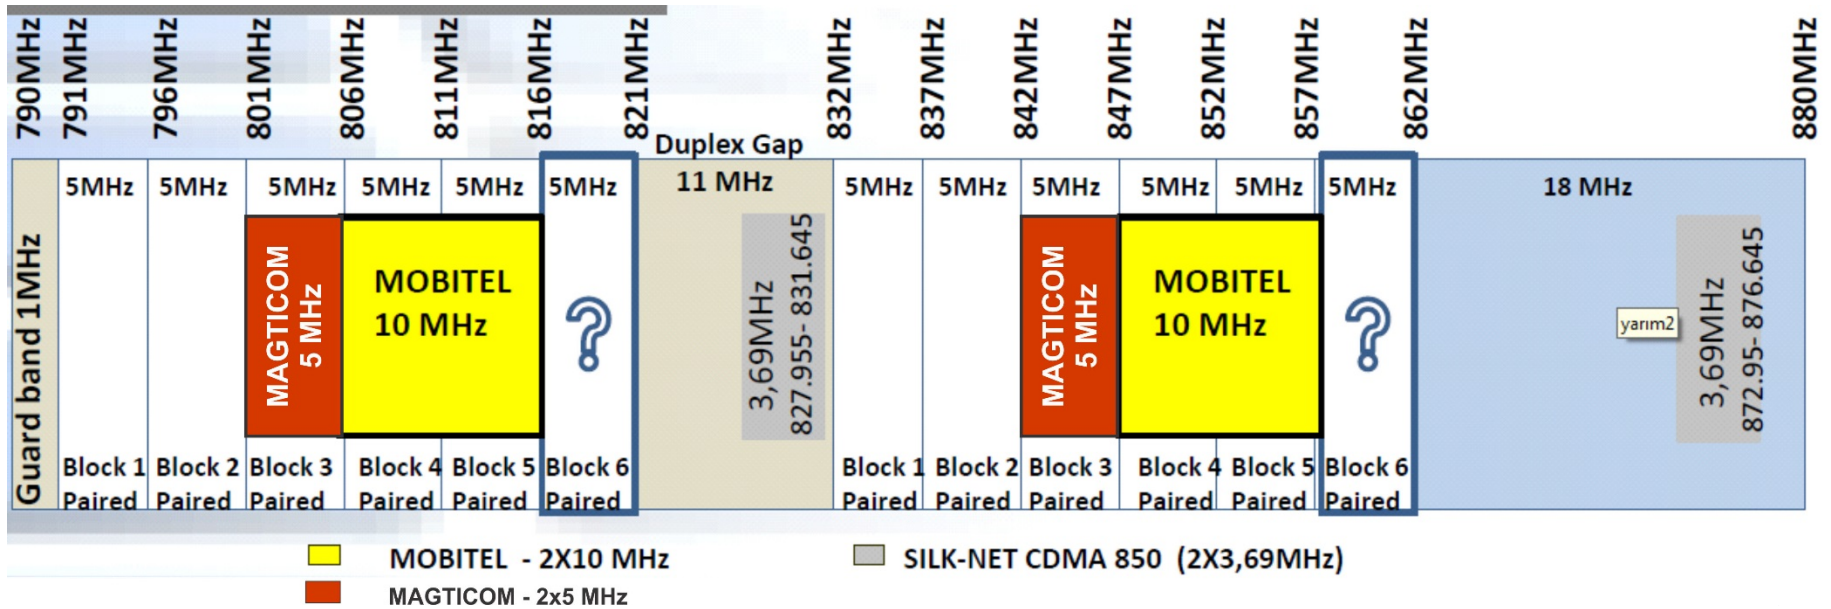 790MHz
791MHz
796MHz
801MHz
806MHz
811MHz
816MHz
821MHz
832MHz
837MHz
842MHz
847MHz
852MHz
857MHz
862MHz
880MHz
Duplex Gap
11 MHz
Guard band 1MHz
5MHz
5MHz
5MHz
5MHz
5MHz
5MHz
5MHz
5MHz
5MHz
5MHz
5MHz
5MHz
18 MHz
MAGTICOM
5 MHz
MOBITEL
10 MHz
?
3,69MHz
827.955- 831.645
MAGTICOM
5 MHz
MOBITEL
10 MHz
?
yarım2
3,69MHz
872.95- 876.645
Block 1
Paired
Block 2
Paired
Block 3
Paired
Block 4
Paired
Block 5
Paired
Block 6
Paired
Block 1
Paired
Block 2
Paired
Block 3
Paired
Block 4
Paired
Block 5
Paired
Block 6
Paired
MOBITEL - 2X10 MHz
SILK-NET CDMA 850 (2X3,69MHz)
MAGTICOM - 2x5 MHz